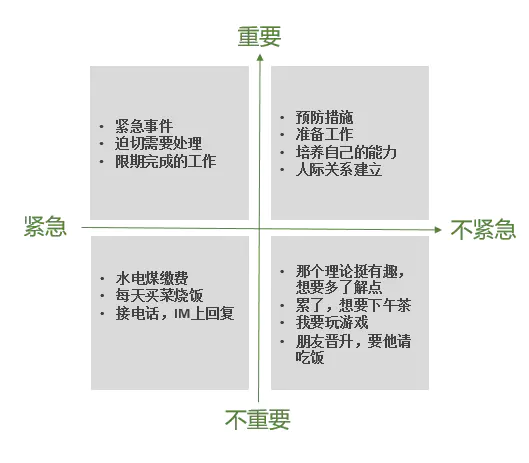 重要
• 紧急事件
• 迫切需要处理
• 限期完成的工作
• 预防措施
• 准备工作
• 培养自己的能力
• 人际关系建立
紧急
不紧急
• 水电煤缴费
• 每天买菜烧饭
• 接电话，IM上回复
• 那个理论挺有趣，
想要多了解点
• 累了，想要下午茶
• 我要玩游戏
• 朋友晋升，要他请
吃饭
不重要